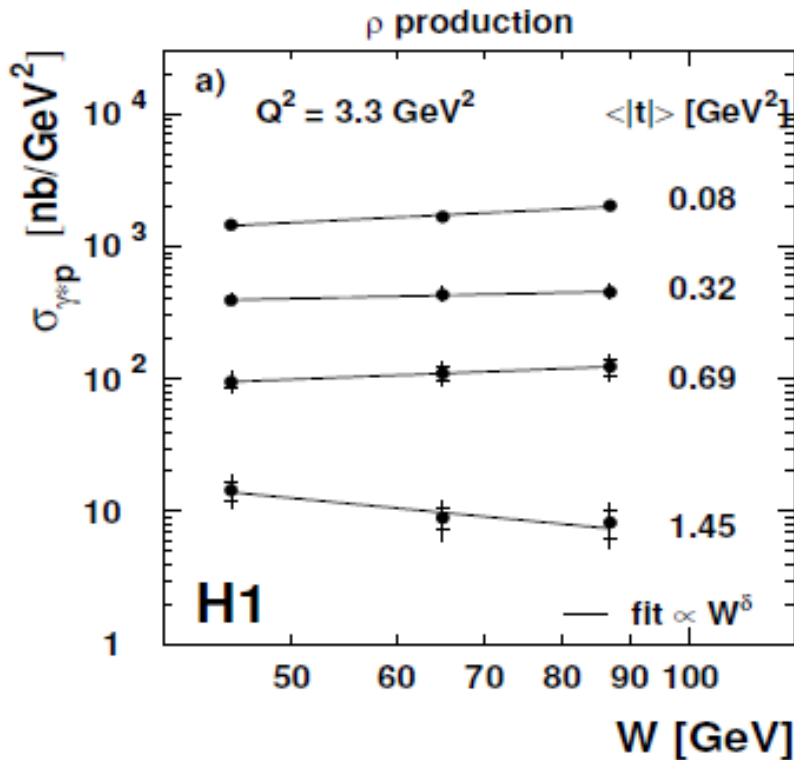 ρ production
a)
Q² = 3.3 GeV²
<|t|> [GeV²]
σγ*p [nb/GeV²]
10⁴
10³
10²
10
1
0.08
0.32
0.69
1.45
H1
fit ∝ W^δ
50 60 70 80 90 100
W [GeV]